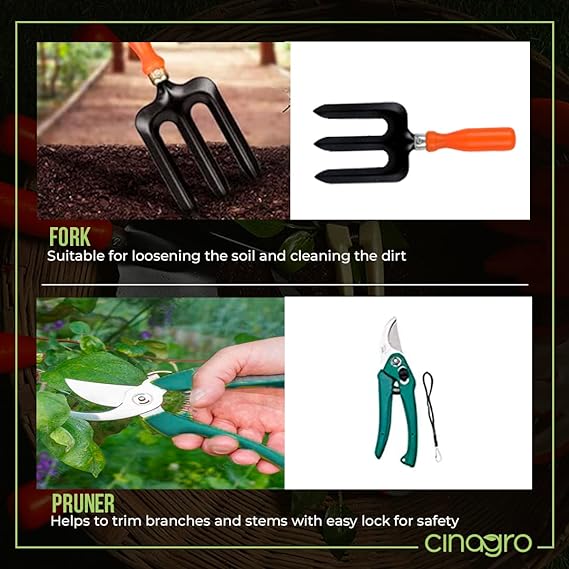 FORK
Suitable for loosening the soil and cleaning the dirt
PRUNER
Helps to trim branches and stems with easy lock for safety
cinagro